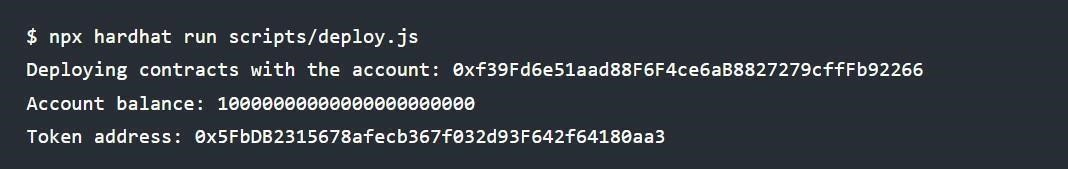 $ npx hardhat run scripts/deploy.js
Deploying contracts with the account: 0xf39Fd6e51aad88F6F4ce6aB8827279cffFb92266
Account balance: 10000000000000000000000
Token address: 0x5FbDB2315678afecb367f032d93F642f64180aa3